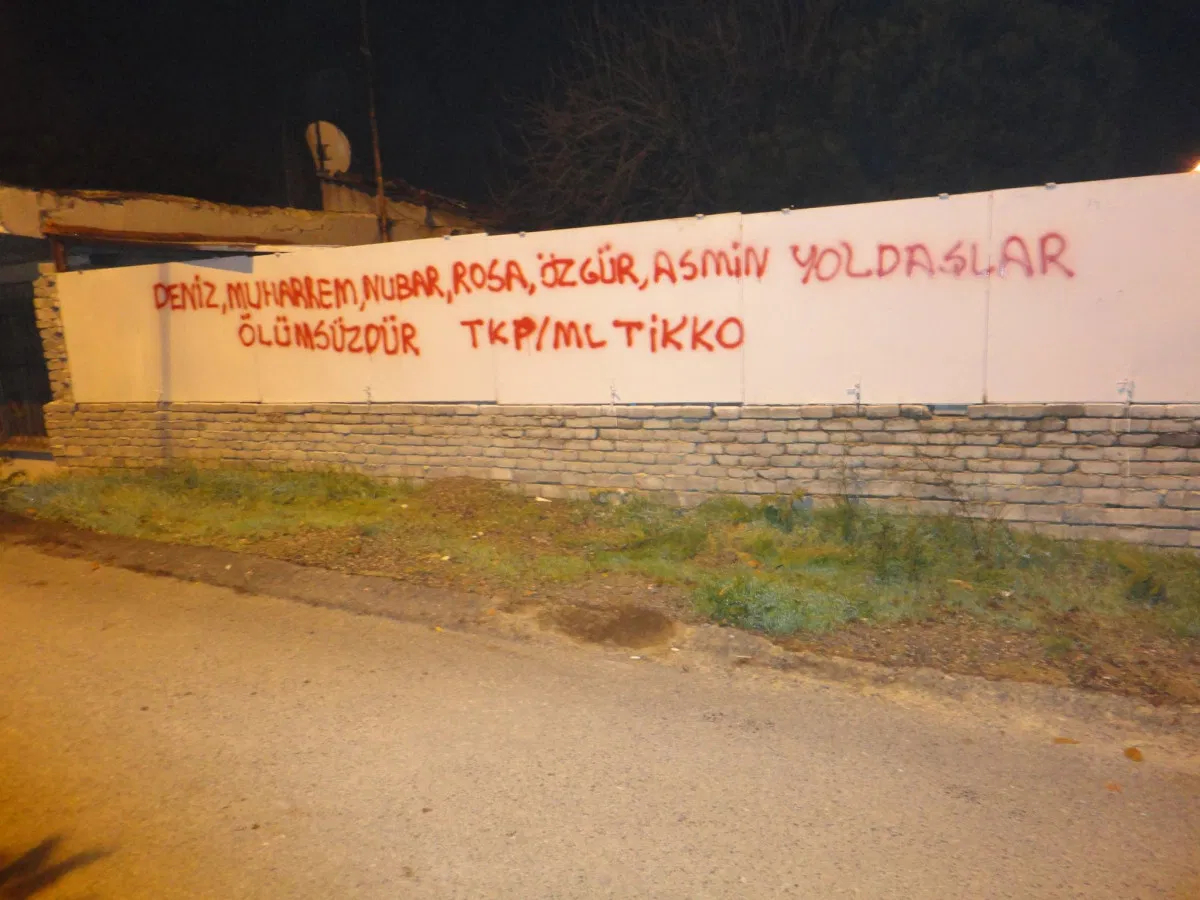 DENİZ,MUHARREM,NUBAR,ROSA,ÖZGÜR,ASMİN YOLDAŞLAR
ÖLÜMSÜZDÜR TKP/ML TİKKO